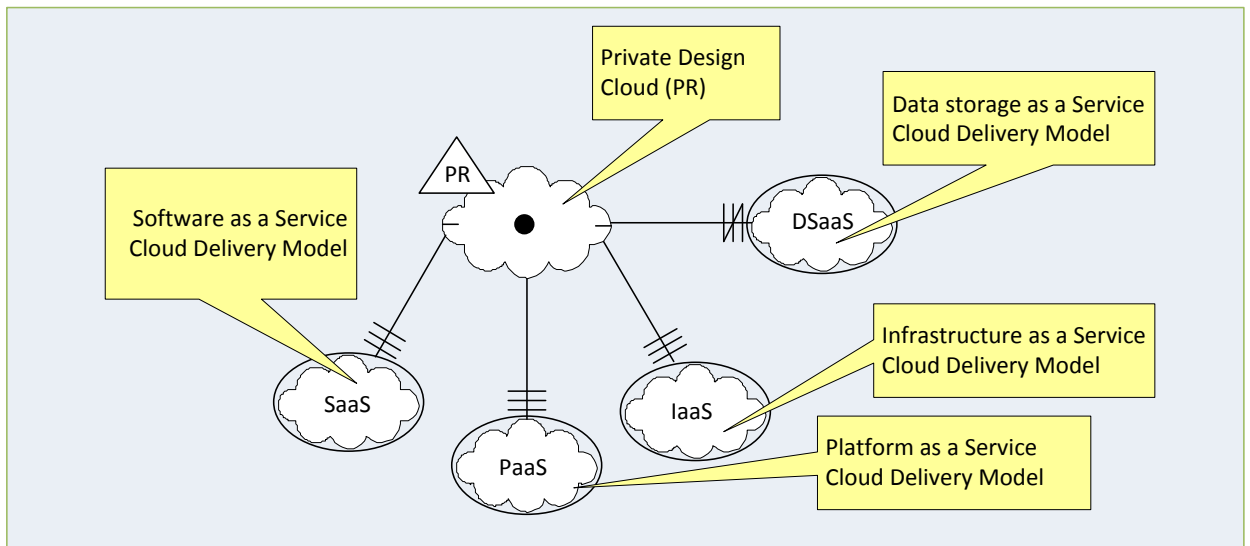 Private Design
Cloud (PR)
Data storage as a Service
Cloud Delivery Model
PR
Software as a Service
Cloud Delivery Model
DSaaS
Infrastructure as a Service
Cloud Delivery Model
SaaS
IaaS
PaaS
Platform as a Service
Cloud Delivery Model